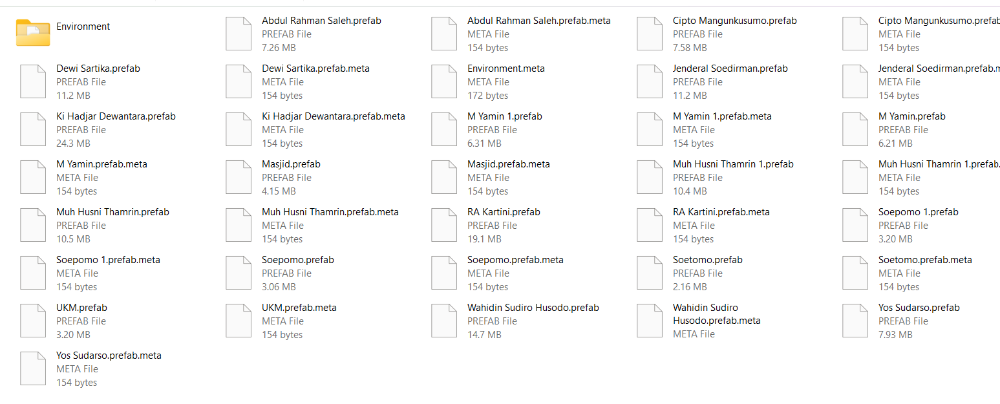 Environment
Abdul Rahman Saleh.prefab
PREFAB File
7.26 MB
Abdul Rahman Saleh.prefab.meta
META File
154 bytes
Cipto Mangunkusumo.prefab
PREFAB File
7.58 MB
Cipto Mangunkusumo.prefab
META File
154 bytes
Dewi Sartika.prefab
PREFAB File
11.2 MB
Dewi Sartika.prefab.meta
META File
154 bytes
Environment.meta
META File
172 bytes
Jenderal Soedirman.prefab
PREFAB File
11.2 MB
Jenderal Soedirman.prefab.m
META File
154 bytes
Ki Hadjar Dewantara.prefab
PREFAB File
24.3 MB
Ki Hadjar Dewantara.prefab.meta
META File
154 bytes
M Yamin 1.prefab
PREFAB File
6.31 MB
M Yamin 1.prefab.meta
META File
154 bytes
M Yamin.prefab
PREFAB File
6.21 MB
M Yamin.prefab.meta
META File
154 bytes
Masjid.prefab
PREFAB File
4.15 MB
Masjid.prefab.meta
META File
154 bytes
Muh Husni Thamrin 1.prefab
PREFAB File
10.4 MB
Muh Husni Thamrin 1.prefab.
META File
154 bytes
Muh Husni Thamrin.prefab
PREFAB File
10.5 MB
Muh Husni Thamrin.prefab.meta
META File
154 bytes
RA Kartini.prefab
PREFAB File
19.1 MB
RA Kartini.prefab.meta
META File
154 bytes
Soepomo 1.prefab
PREFAB File
3.20 MB
Soepomo 1.prefab.meta
META File
154 bytes
Soepomo.prefab
PREFAB File
3.06 MB
Soepomo.prefab.meta
META File
154 bytes
Soetomo.prefab
PREFAB File
2.16 MB
Soetomo.prefab.meta
META File
154 bytes
UKM.prefab
PREFAB File
3.20 MB
UKM.prefab.meta
META File
154 bytes
Wahidin Sudiro Husodo.prefab
PREFAB File
14.7 MB
Wahidin Sudiro
Husodo.prefab.meta
META File
Yos Sudarso.prefab
PREFAB File
7.93 MB
Yos Sudarso.prefab.meta
META File
154 bytes